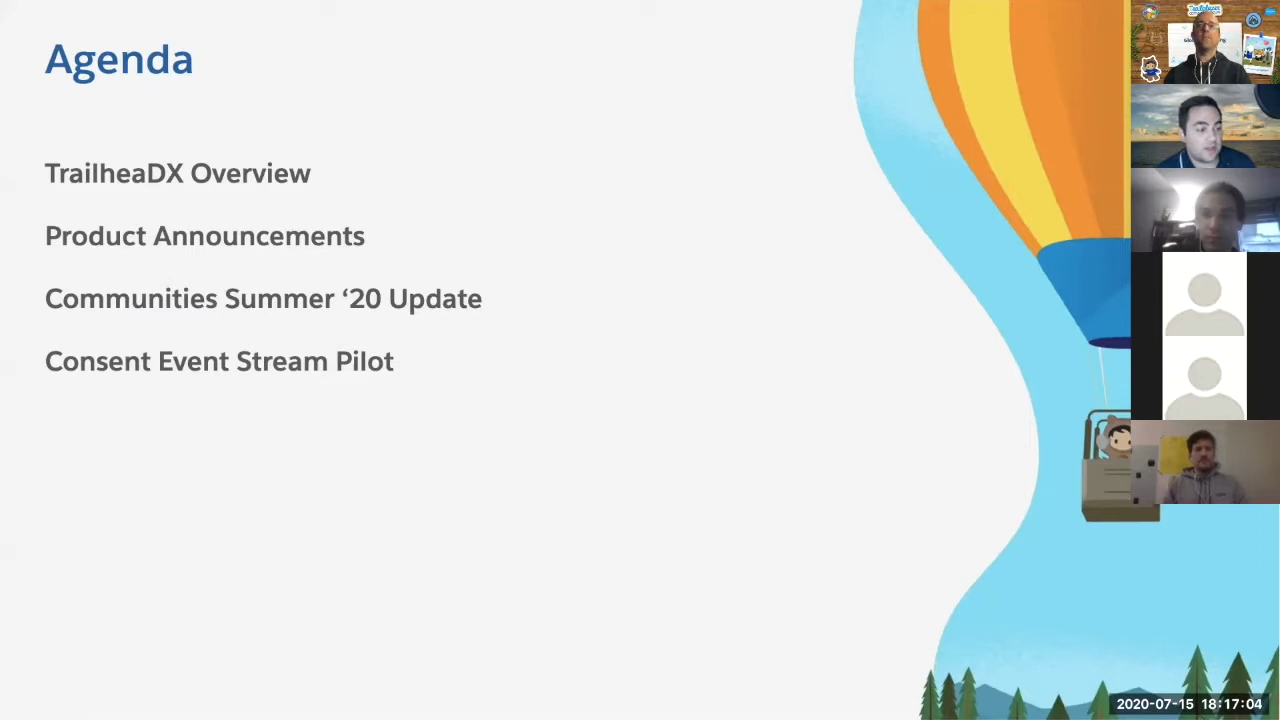 Agenda
TrailheaDX Overview
Product Announcements
Communities Summer ‘20 Update
Consent Event Stream Pilot
2020-07-15 18:17:04